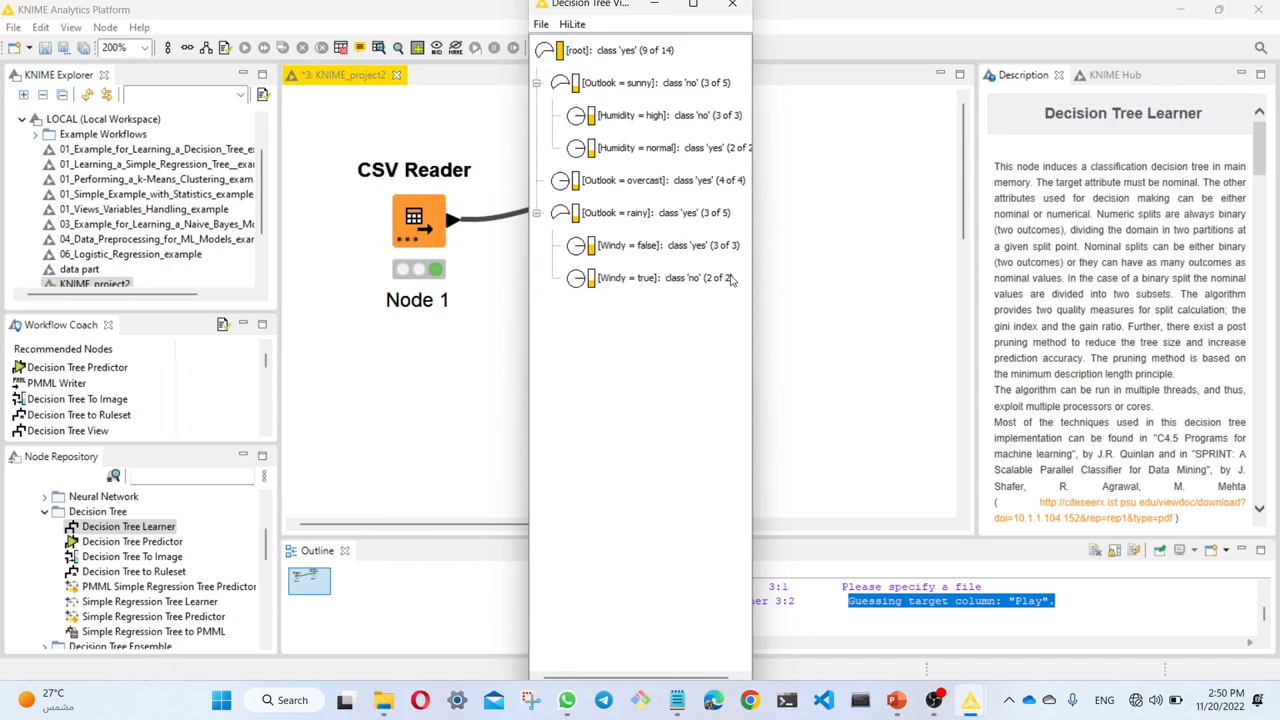 KNIME Analytics Platform
File Edit View Node Help
200%
KNIME Explorer
LOCAL (Local Workspace)
Example Workflows
01_Example_for_Learning_a_Decision_Tree_e
01_Learning_a_Simple_Regression_Tree__exa
01_Performing_a_k-Means_Clustering_exam
01_Simple_Example_with_Statistics_example
01_Views_Variables_Handling_example
03_Example_for_Learning_a_Naive_Bayes_Mo
04_Data_Preprocessing_for_ML_Models_exam
06_Logistic_Regression_example
data part
KNIME_project2
Workflow Coach
Recommended Nodes
Decision Tree Predictor
PMML Writer
Decision Tree To Image
Decision Tree to Ruleset
Decision Tree View
Node Repository
Neural Network
Decision Tree
Decision Tree Learner
Decision Tree Predictor
Decision Tree To Image
Decision Tree to Ruleset
PMML Simple Regression Tree Predictor
Simple Regression Tree Learner
Simple Regression Tree Predictor
Simple Regression Tree to PMML
Decision Tree Ensemble
*3: KNIME_project2
CSV Reader
Node 1
Outline
Decision Tree Vi...
File HiLite
[root]: class 'yes' (9 of 14)
[Outlook = sunny]: class 'no' (3 of 5)
[Humidity = high]: class 'no' (3 of 3)
[Humidity = normal]: class 'yes' (2 of 2
[Outlook = overcast]: class 'yes' (4 of 4)
[Outlook = rainy]: class 'yes' (3 of 5)
[Windy = false]: class 'yes' (3 of 3)
[Windy = true]: class 'no' (2 of 2
Description
KNIME Hub
Decision Tree Learner
This node induces a classification decision tree in main
memory. The target attribute must be nominal. The other
attributes used for decision making can be either
nominal or numerical. Numeric splits are always binary
(two outcomes), dividing the domain in two partitions at
a given split point. Nominal splits can be either binary
(two outcomes) or they can have as many outcomes as
nominal values. In the case of a binary split the nominal
values are divided into two subsets. The algorithm
provides two quality measures for split calculation; the
gini index and the gain ratio. Further, there exist a post
pruning method to reduce the tree size and increase
prediction accuracy. The pruning method is based on
the minimum description length principle.
The algorithm can be run in multiple threads, and thus,
exploit multiple processors or cores.
Most of the techniques used in this decision tree
implementation can be found in "C4.5 Programs for
machine learning", by J.R. Quinlan and in "SPRINT: A
Scalable Parallel Classifier for Data Mining", by J.
Shafer, R. Agrawal, M. Mehta
( http://citeseerx.ist.psu.edu/viewdoc/download?
doi=10.1.1.104.152&rep=rep1&type=pdf )
3:1 Please specify a file
ner 3:2 Guessing target column: "Play".
27°C
مشمس
Search
ENG
2:50 PM
11/20/2022